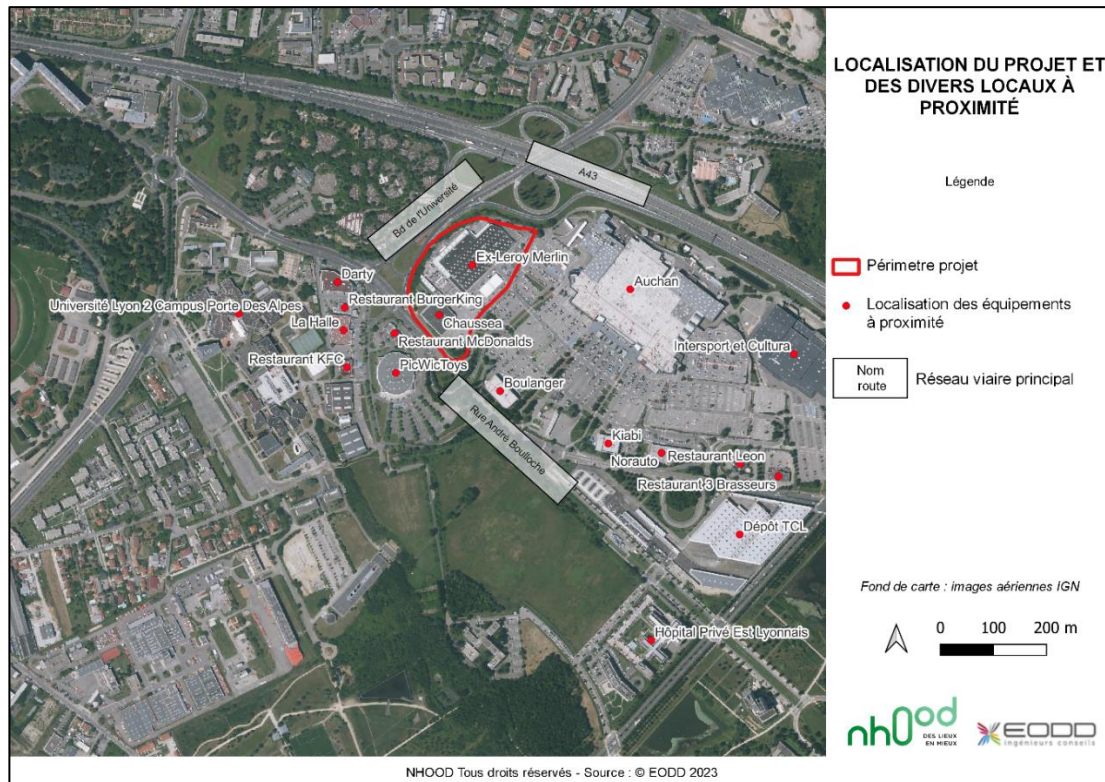 LOCALISATION DU PROJET ET
DES DIVERS LOCAUX À
PROXIMITÉ
Légende
Périmetre projet
Localisation des équipements
à proximité
Nom
route
Réseau viaire principal
A43
Bd de l'Université
Ex-Leroy Merlin
Darty
Auchan
Université Lyon 2 Campus Porte Des Alpes
Restaurant BurgerKing
Chaussea
La Halle
Restaurant McDonalds
Intersport et Cultura
Restaurant KFC
PicWicToys
Boulanger
Rue André Boulloche
Kiabi
Norauto
Restaurant Leon
Restaurant 3 Brasseurs
Dépôt TCL
Hôpital Privé Est Lyonnais
Fond de carte : images aériennes IGN
0 100 200 m
nhood
DES LIEUX
EN MIEUX
EODD
ingénieurs conseils
NHOOD Tous droits réservés - Source : © EODD 2023